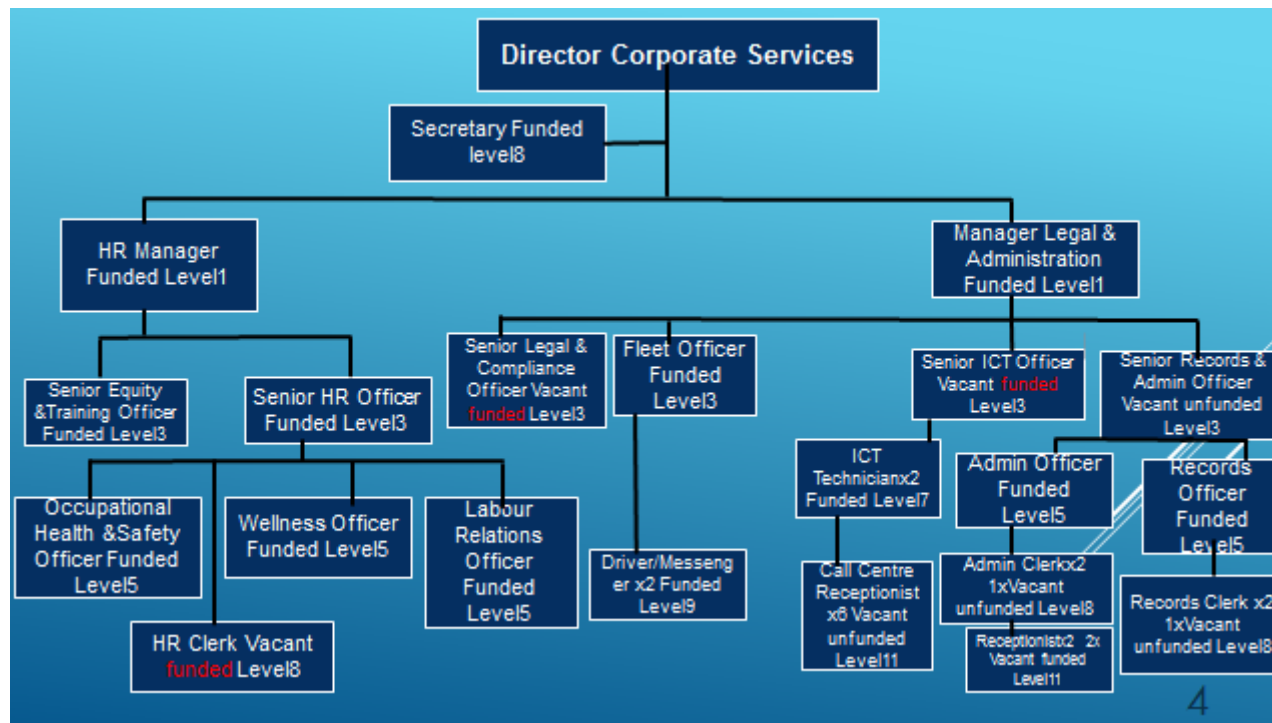 Director Corporate Services
Secretary Funded
level8
HR Manager
Funded Level1
Manager Legal &
Administration
Funded Level1
Senior Equity
&Training Officer
Funded Level3
Senior HR Officer
Funded Level3
Senior Legal &
Compliance
Officer Vacant
funded Level3
Fleet Officer
Funded
Level3
Senior ICT Officer
Vacant funded
Level3
Senior Records &
Admin Officer
Vacant unfunded
Level3
Occupational
Health &Safety
Officer Funded
Level5
HR Clerk Vacant
funded Level8
Wellness Officer
Funded Level5
Labour
Relations
Officer
Funded
Level5
Driver/Messeng
er x2 Funded
Level9
ICT
Technicianx2
Funded Level7
Call Centre
Receptionist
x6 Vacant
unfunded
Level11
Admin Officer
Funded
Level5
Admin Clerkx2
1xVacant
unfunded Level8
Receptionistx2 2x
Vacant funded
Level11
Records
Officer
Funded
Level5
Records Clerk x2
1xVacant
unfunded Level8
4